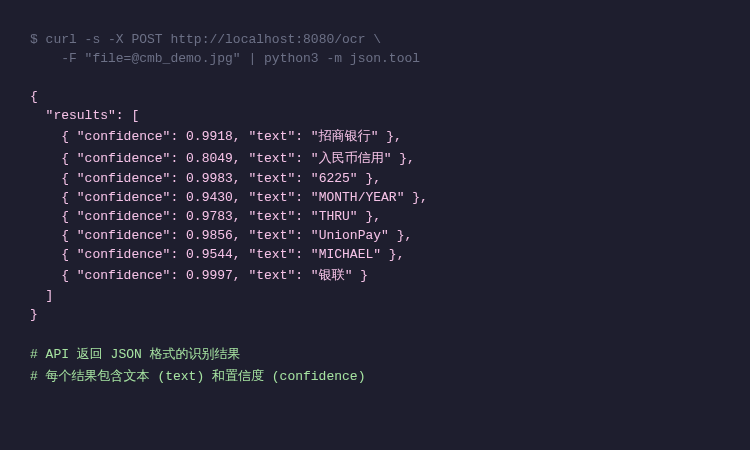 $ curl -s -X POST http://localhost:8080/ocr \
    -F "file=@cmb_demo.jpg" | python3 -m json.tool
{
  "results": [
    { "confidence": 0.9918, "text": "招商银行" },
    { "confidence": 0.8049, "text": "入民币信用" },
    { "confidence": 0.9983, "text": "6225" },
    { "confidence": 0.9430, "text": "MONTH/YEAR" },
    { "confidence": 0.9783, "text": "THRU" },
    { "confidence": 0.9856, "text": "UnionPay" },
    { "confidence": 0.9544, "text": "MICHAEL" },
    { "confidence": 0.9997, "text": "银联" }
  ]
}
# API 返回 JSON 格式的识别结果
# 每个结果包含文本 (text) 和置信度 (confidence)